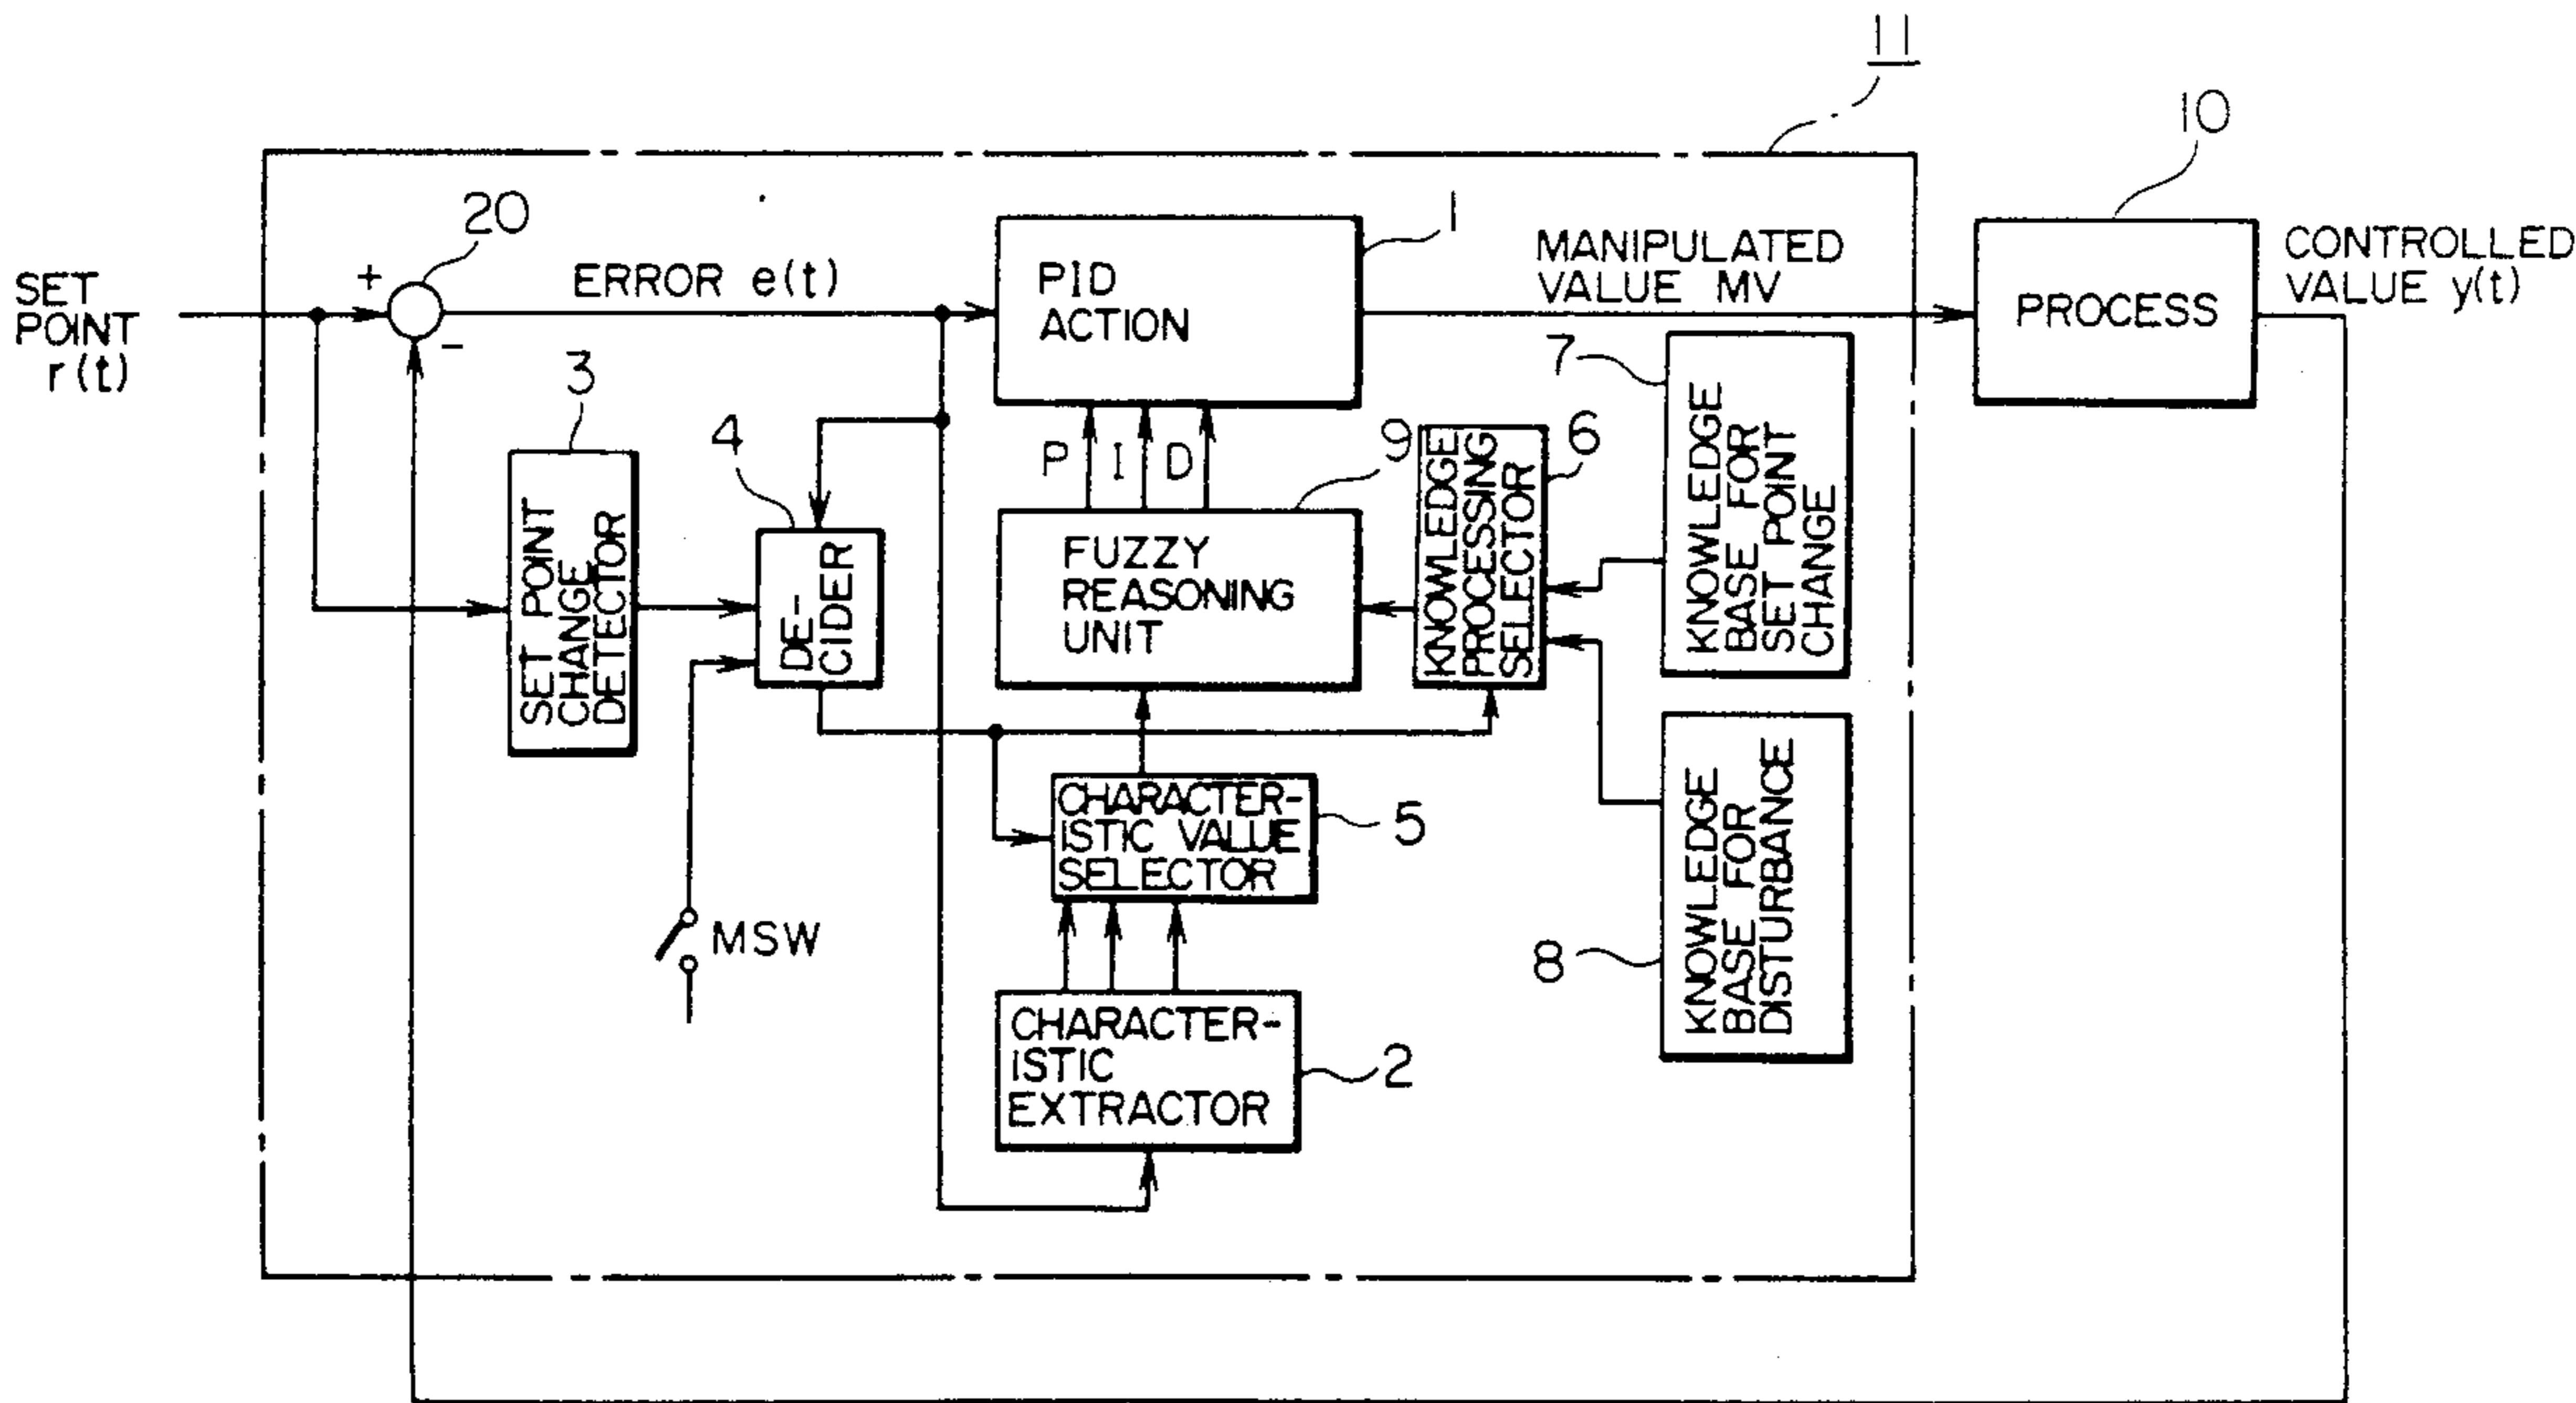 11
10
20
1
SET
POINT
r(t)
+
-
ERROR e(t)
PID
ACTION
MANIPULATED
VALUE MV
PROCESS
CONTROLLED
VALUE y(t)
3
SET POINT
CHANGE
DETECTOR
4
DE-
CIDER
P I D
9
FUZZY
REASONING
UNIT
6
KNOWLEDGE
PROCESSING
SELECTOR
7
KNOWLEDGE
BASE FOR
SET POINT
CHANGE
MSW
CHARACTER-
ISTIC VALUE
SELECTOR
5
8
KNOWLEDGE
BASE FOR
DISTURBANCE
CHARACTER-
ISTIC
EXTRACTOR
2